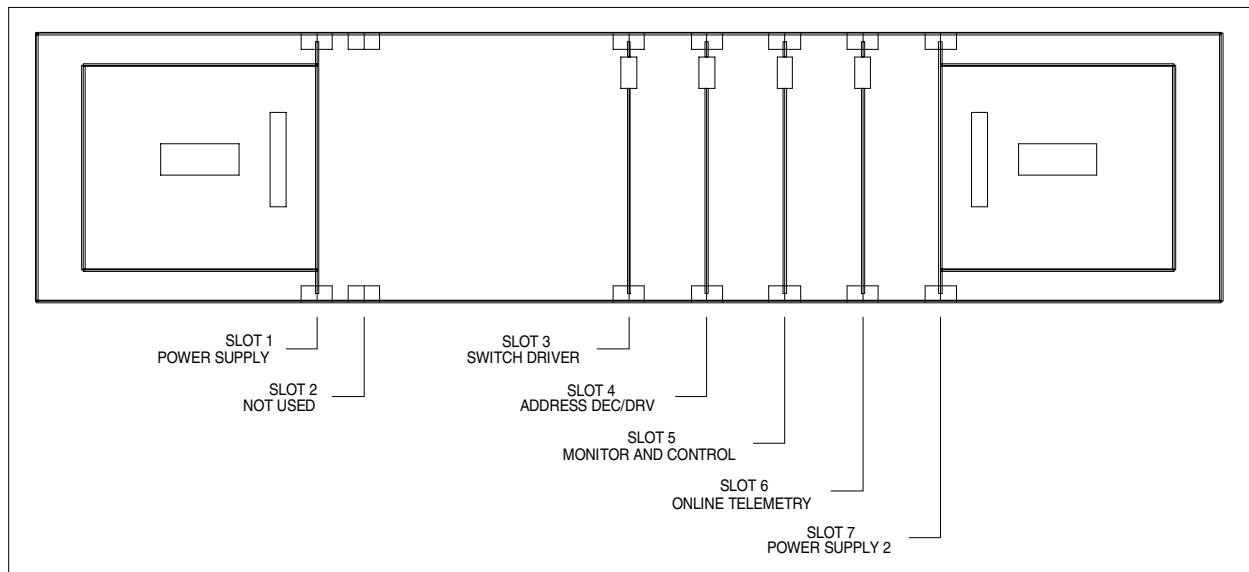 SLOT 1
POWER SUPPLY
SLOT 2
NOT USED
SLOT 3
SWITCH DRIVER
SLOT 4
ADDRESS DEC/DRV
SLOT 5
MONITOR AND CONTROL
SLOT 6
ONLINE TELEMETRY
SLOT 7
POWER SUPPLY 2